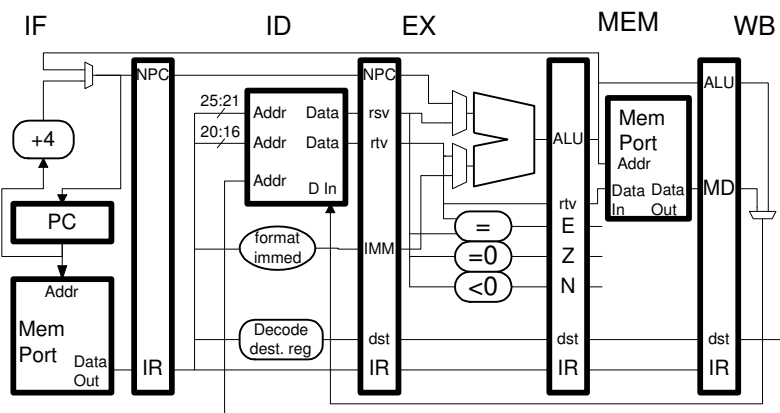 IF
ID
EX
MEM
WB
NPC
NPC
ALU
25:21
Addr
Data
rsv
20:16
Addr
Data
rtv
+4
ALU
Mem
Port
Addr
Addr
D In
rtv
Data
In
Data
Out
MD
PC
=
E
format
immed
IMM
=0
Z
<0
N
Addr
Mem
Port
Data
Out
Decode
dest. reg
dst
dst
dst
IR
IR
IR
IR